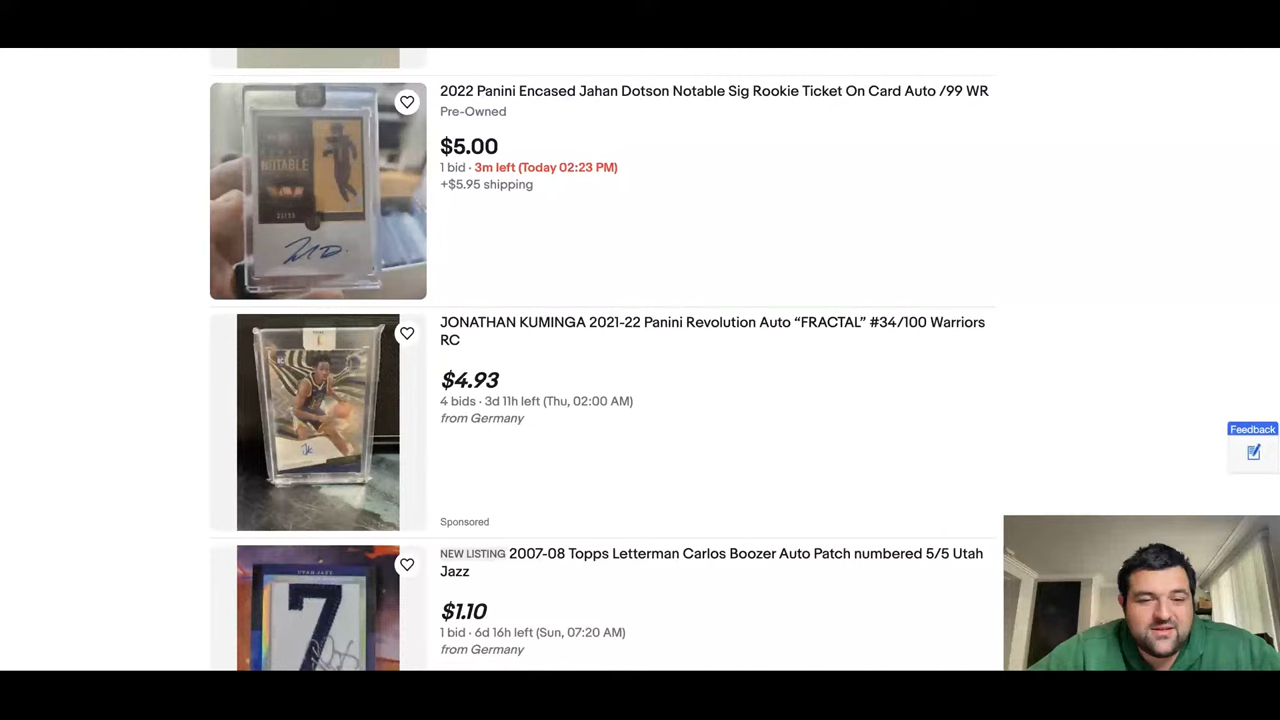 2022 Panini Encased Jahan Dotson Notable Sig Rookie Ticket On Card Auto /99 WR
Pre-Owned
$5.00
1 bid · 3m left (Today 02:23 PM)
+$5.95 shipping
NOTABLE
JONATHAN KUMINGA 2021-22 Panini Revolution Auto “FRACTAL” #34/100 Warriors
RC
$4.93
4 bids · 3d 11h left (Thu, 02:00 AM)
from Germany
Sponsored
Feedback
NEW LISTING 2007-08 Topps Letterman Carlos Boozer Auto Patch numbered 5/5 Utah
Jazz
$1.10
1 bid · 6d 16h left (Sun, 07:20 AM)
from Germany
UTAH JAZZ
7